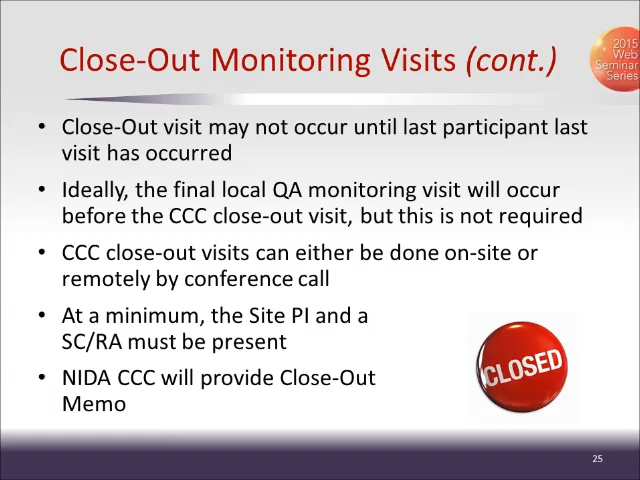 Close-Out Monitoring Visits (cont.)
2015
Web
Seminar
Series
• Close-Out visit may not occur until last participant last
visit has occurred
• Ideally, the final local QA monitoring visit will occur
before the CCC close-out visit, but this is not required
• CCC close-out visits can either be done on-site or
remotely by conference call
• At a minimum, the Site PI and a
SC/RA must be present
• NIDA CCC will provide Close-Out
Memo
CLOSED
25